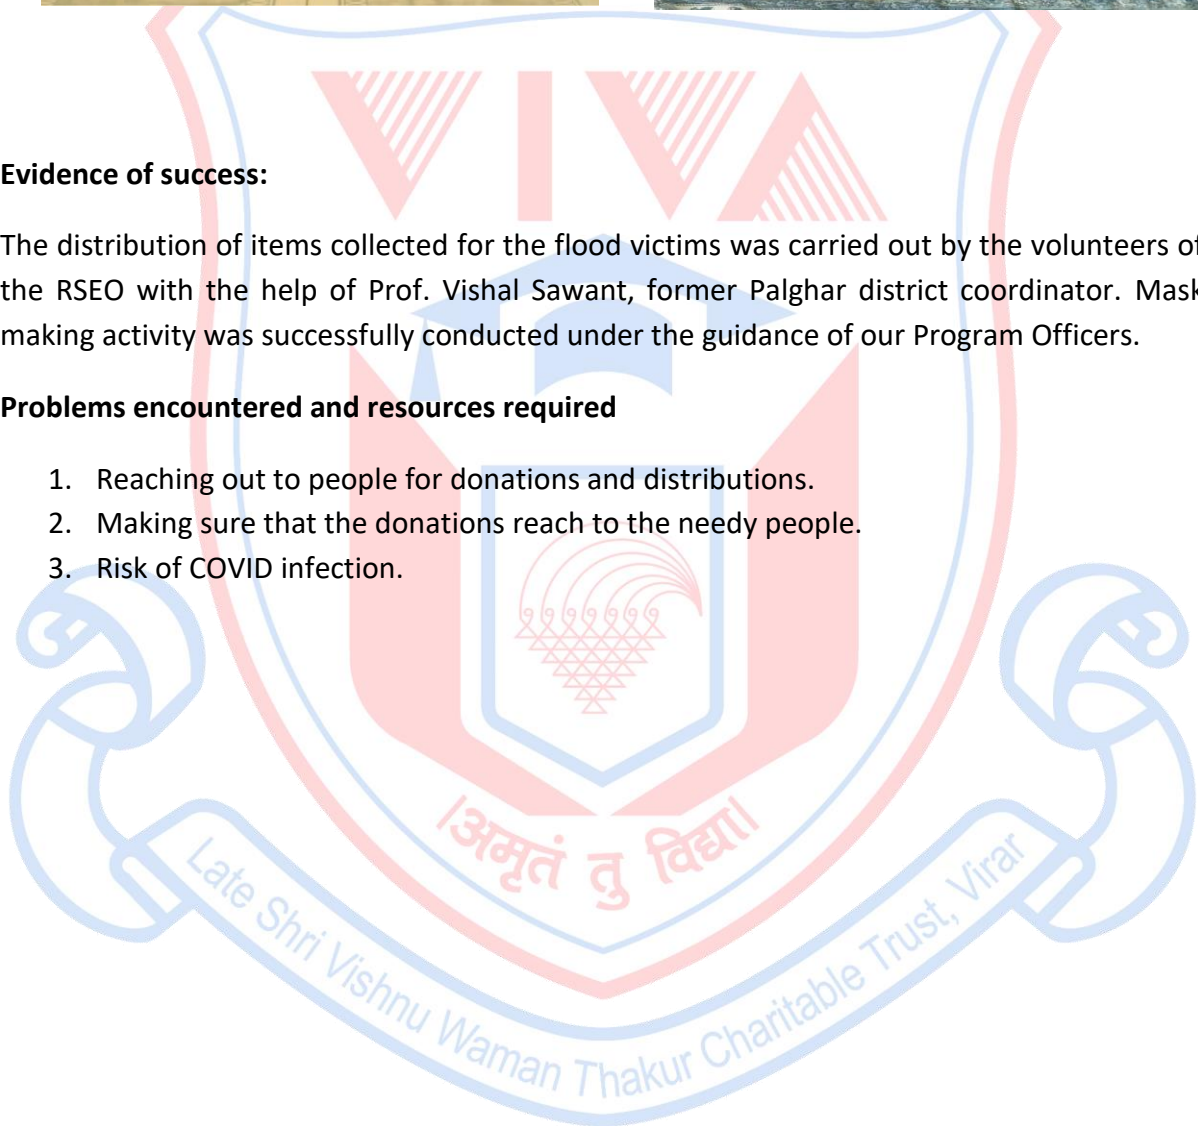 VIVA
Evidence of success:
The distribution of items collected for the flood victims was carried out by the volunteers of
the RSEO with the help of Prof. Vishal Sawant, former Palghar district coordinator. Mask
making activity was successfully conducted under the guidance of our Program Officers.
Problems encountered and resources required
1. Reaching out to people for donations and distributions.
2. Making sure that the donations reach to the needy people.
3. Risk of COVID infection.
।अमृतं तु विद्या।
Late Shri Vishnu Waman Thakur Charitable Trust, Virar